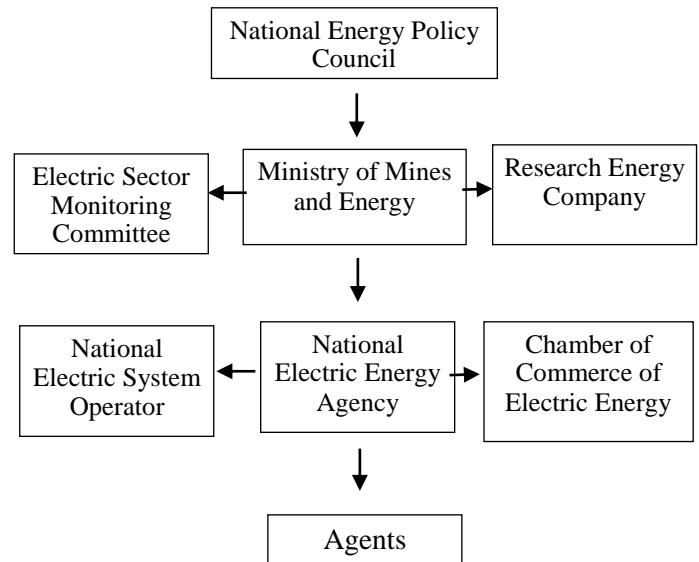 National Energy Policy
Council
Electric Sector
Monitoring
Committee
Ministry of Mines
and Energy
Research Energy
Company
National
Electric System
Operator
National
Electric Energy
Agency
Chamber of
Commerce of
Electric Energy
Agents